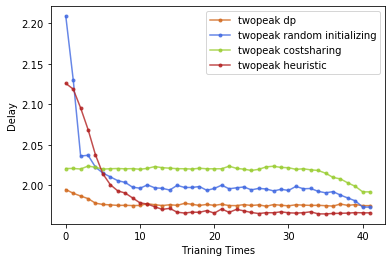 twopeak dp
twopeak random initializing
twopeak costsharing
twopeak heuristic
Delay
2.20
2.15
2.10
2.05
2.00
0
10
20
30
40
Trianing Times